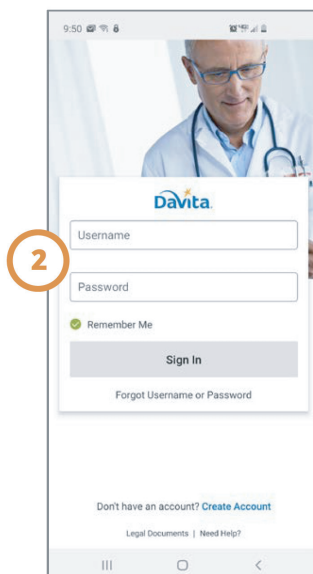 9:50
DaVita
Username
2
Password
Remember Me
Sign In
Forgot Username or Password
Don't have an account? Create Account
Legal Documents | Need Help?